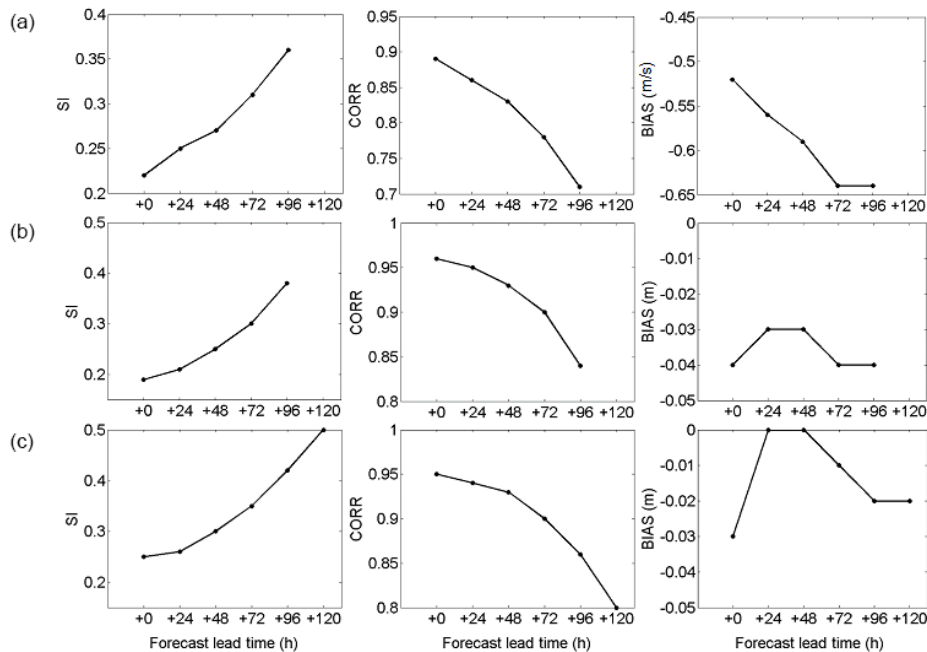 (a)
0.4
0.35
0.3
0.25
0.2
SI
+0 +24 +48 +72 +96 +120
0.95
0.9
0.85
0.8
0.75
0.7
CORR
+0 +24 +48 +72 +96 +120
-0.45
-0.5
-0.55
-0.6
-0.65
BIAS (m/s)
+0 +24 +48 +72 +96 +120
(b)
0.5
0.4
0.3
0.2
SI
+0 +24 +48 +72 +96 +120
1
0.95
0.9
0.85
0.8
CORR
+0 +24 +48 +72 +96 +120
0
-0.01
-0.02
-0.03
-0.04
-0.05
BIAS (m)
+0 +24 +48 +72 +96 +120
(c)
0.5
0.4
0.3
0.2
SI
+0 +24 +48 +72 +96 +120
Forecast lead time (h)
1
0.95
0.9
0.85
0.8
CORR
+0 +24 +48 +72 +96 +120
Forecast lead time (h)
0
-0.01
-0.02
-0.03
-0.04
-0.05
BIAS (m)
+0 +24 +48 +72 +96 +120
Forecast lead time (h)